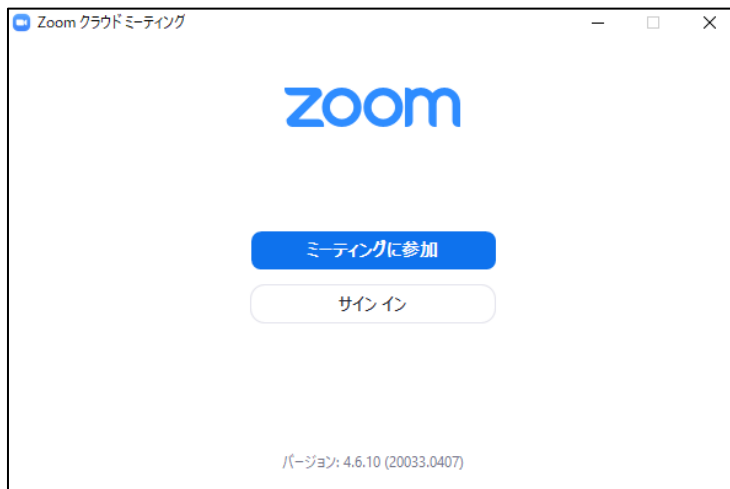 Zoom クラウド ミーティング
zoom
ミーティングに参加
サイン イン
バージョン: 4.6.10 (20033.0407)